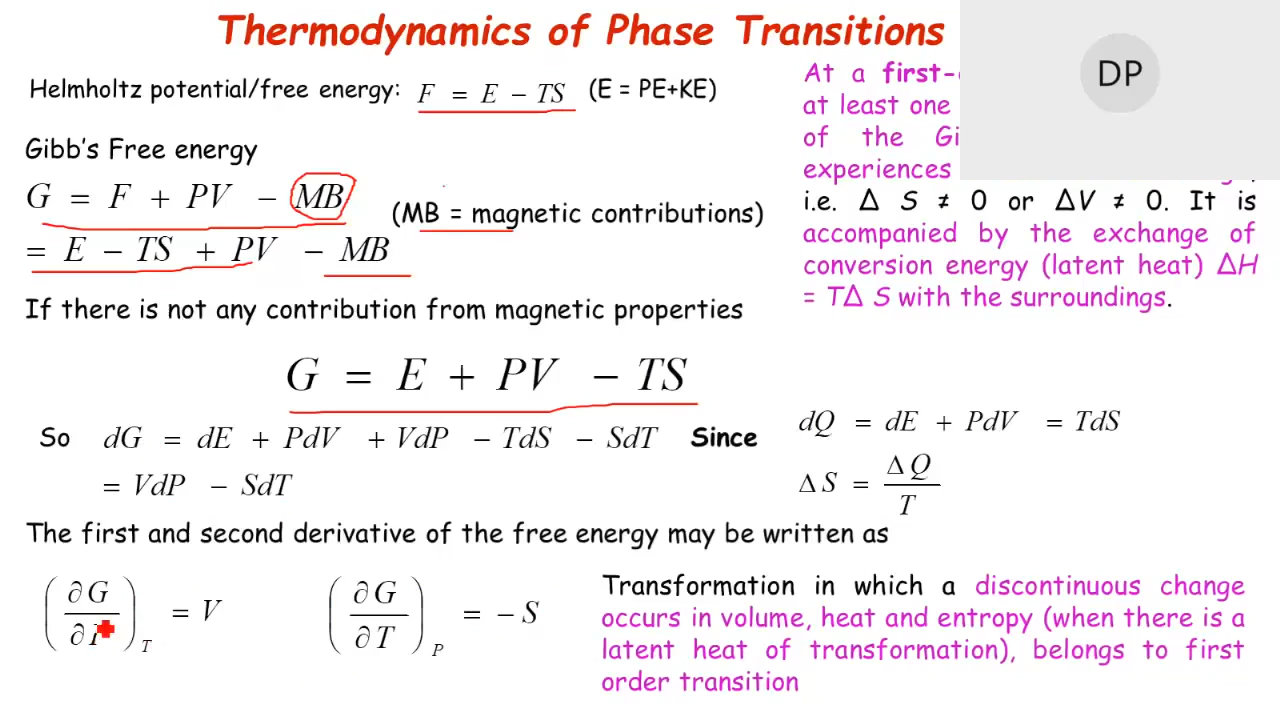 Thermodynamics of Phase Transitions
DP
Helmholtz potential/free energy: F = E − TS (E = PE+KE)
Gibb's Free energy
G = F + PV − MB
(MB = magnetic contributions)
= E − TS + PV − MB
If there is not any contribution from magnetic properties
G = E + PV − TS
So dG = dE + PdV + VdP − TdS − SdT Since
= VdP − SdT
At a first-
at least one
of the
experiences
i.e. Δ S ≠ 0 or ΔV ≠ 0. It is
accompanied by the exchange of
conversion energy (latent heat) ΔH
= TΔ S with the surroundings.
dQ = dE + PdV = TdS
Δ S = Δ Q / T
The first and second derivative of the free energy may be written as
(∂ G / ∂ )T = V
(∂ G / ∂ T)P = − S
Transformation in which a discontinuous change
occurs in volume, heat and entropy (when there is a
latent heat of transformation), belongs to first
order transition